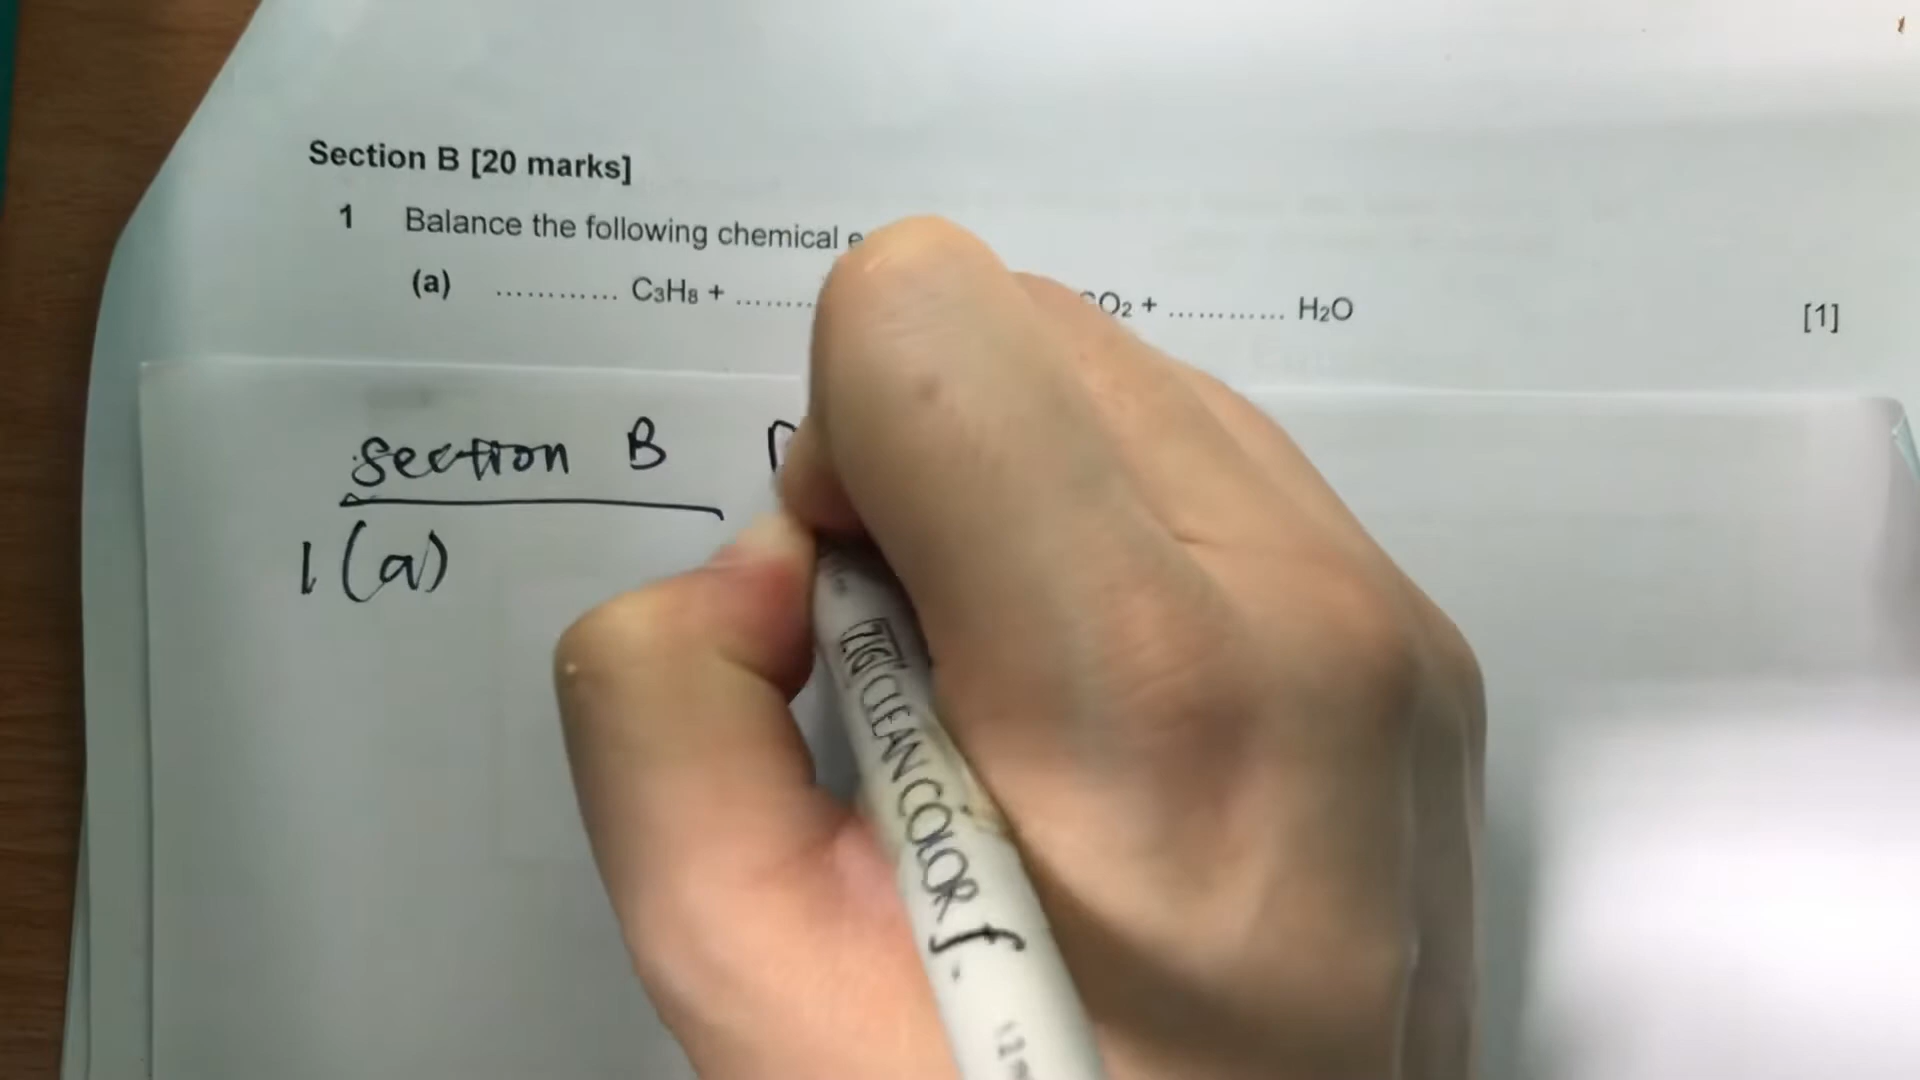 Section B [20 marks]
1 Balance the following chemical
(a) ............ C₃H₈ + ......... O₂ + ............ H₂O [1]
Section B
1 (a)
ZIG CLEAN COLOR f.